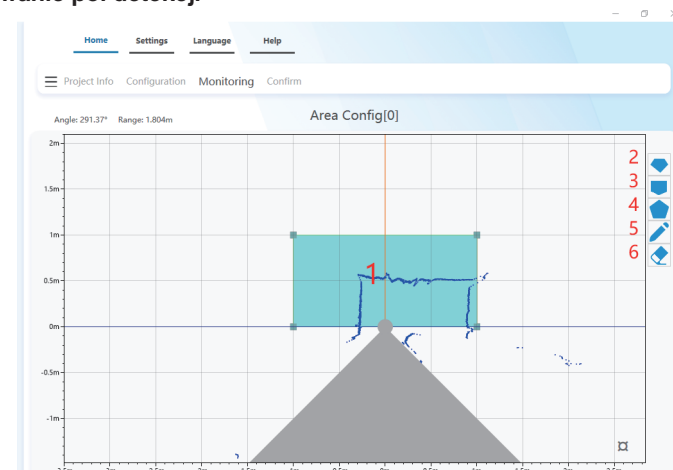 Home Settings Language Help
Project Info Configuration Monitoring Confirm
Angle: 291.37° Range: 1.804m Area Config[0]
2m
2
3
1.5m
4
5
1m
6
1
0.5m
0m
-0.5m
-1m